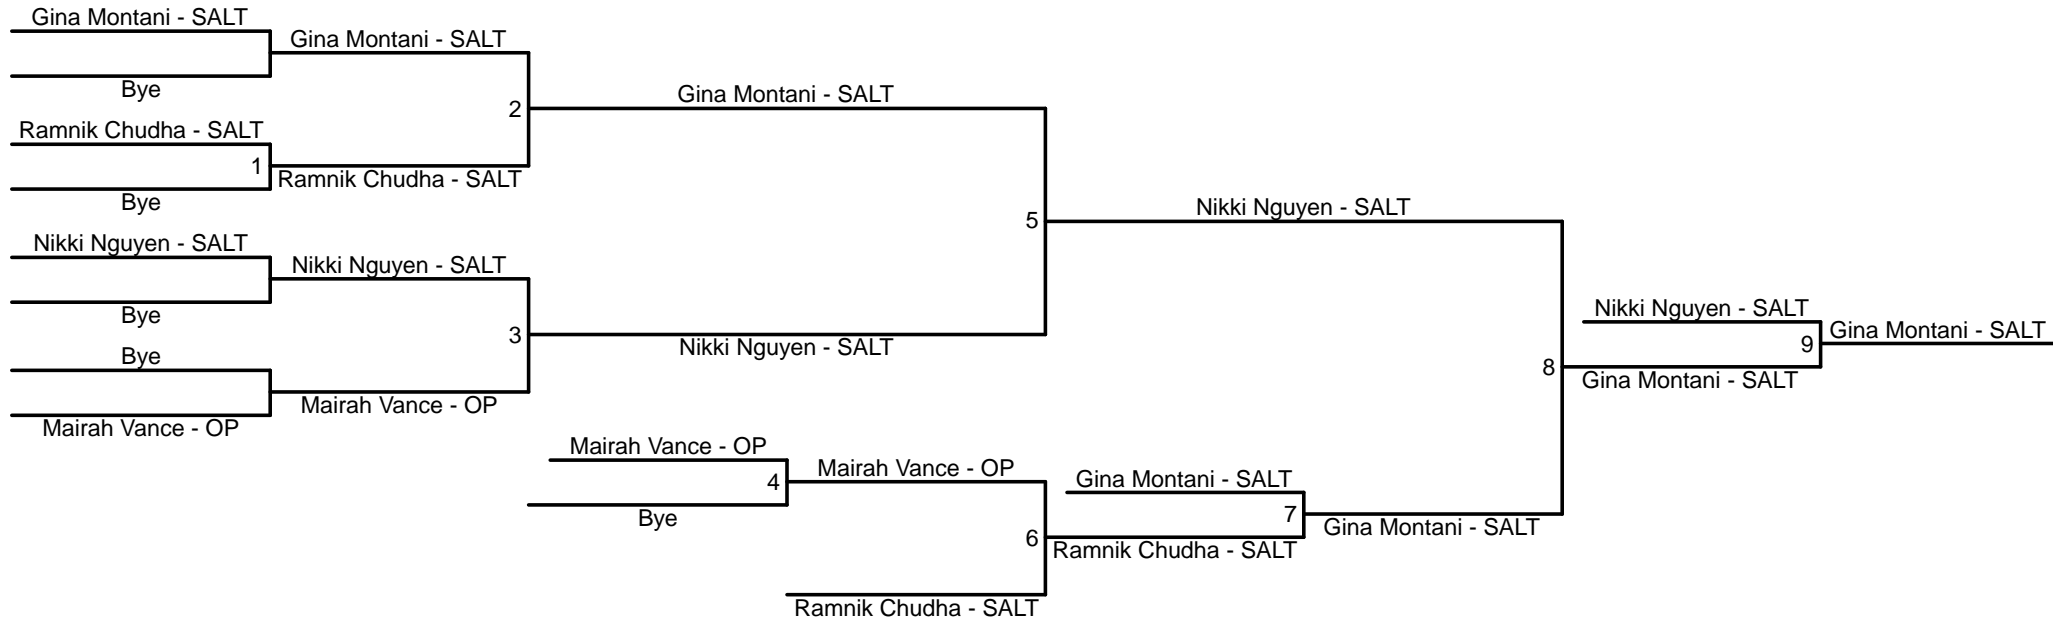 Gina Montani - SALT
Bye
Ramnik Chudha - SALT
1
Bye
Nikki Nguyen - SALT
Bye
Bye
Mairah Vance - OP
Gina Montani - SALT
2
Ramnik Chudha - SALT
Nikki Nguyen - SALT
3
Mairah Vance - OP
Gina Montani - SALT
5
Nikki Nguyen - SALT
Mairah Vance - OP
4
Bye
Mairah Vance - OP
6
Ramnik Chudha - SALT
Gina Montani - SALT
7
Ramnik Chudha - SALT
Nikki Nguyen - SALT
8
Gina Montani - SALT
Nikki Nguyen - SALT
9
Gina Montani - SALT
Gina Montani - SALT